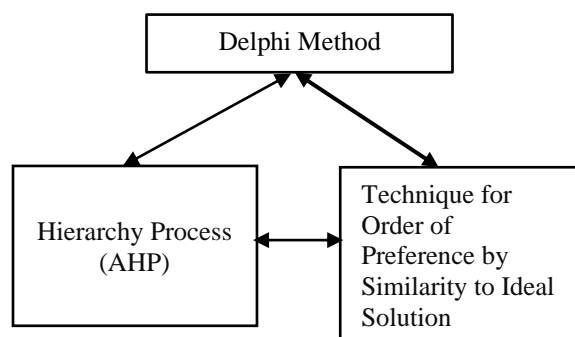 Delphi Method
Hierarchy Process
(AHP)
Technique for
Order of
Preference by
Similarity to Ideal
Solution